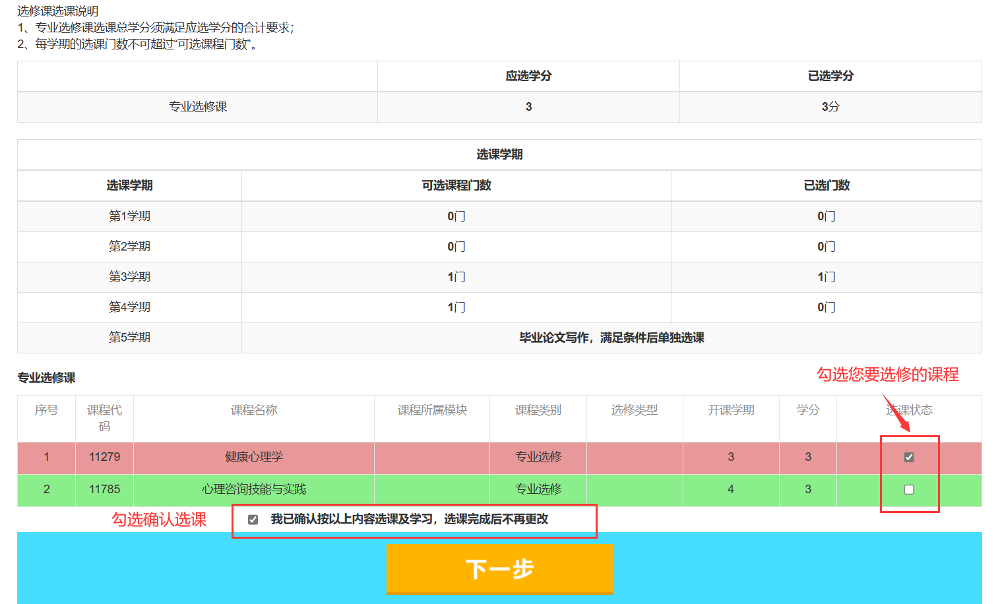 选修课选课说明
1、专业选修课选课总学分须满足应选学分的合计要求；
2、每学期的选课门数不可超过“可选课程门数”。
应选学分 已选学分
专业选修课 3 3分
选课学期
选课学期 可选课程门数 已选门数
第1学期 0门 0门
第2学期 0门 0门
第3学期 1门 1门
第4学期 1门 0门
第5学期 毕业论文写作，满足条件后单独选课
勾选您要选修的课程
专业选修课
序号 课程代码 课程名称 课程所属模块 课程类别 选修类型 开课学期 学分 选课状态
1 11279 健康心理学 专业选修 3 3
2 11785 心理咨询技能与实践 专业选修 4 3
勾选确认选课 我已确认按以上内容选课及学习，选课完成后不再更改
下一步